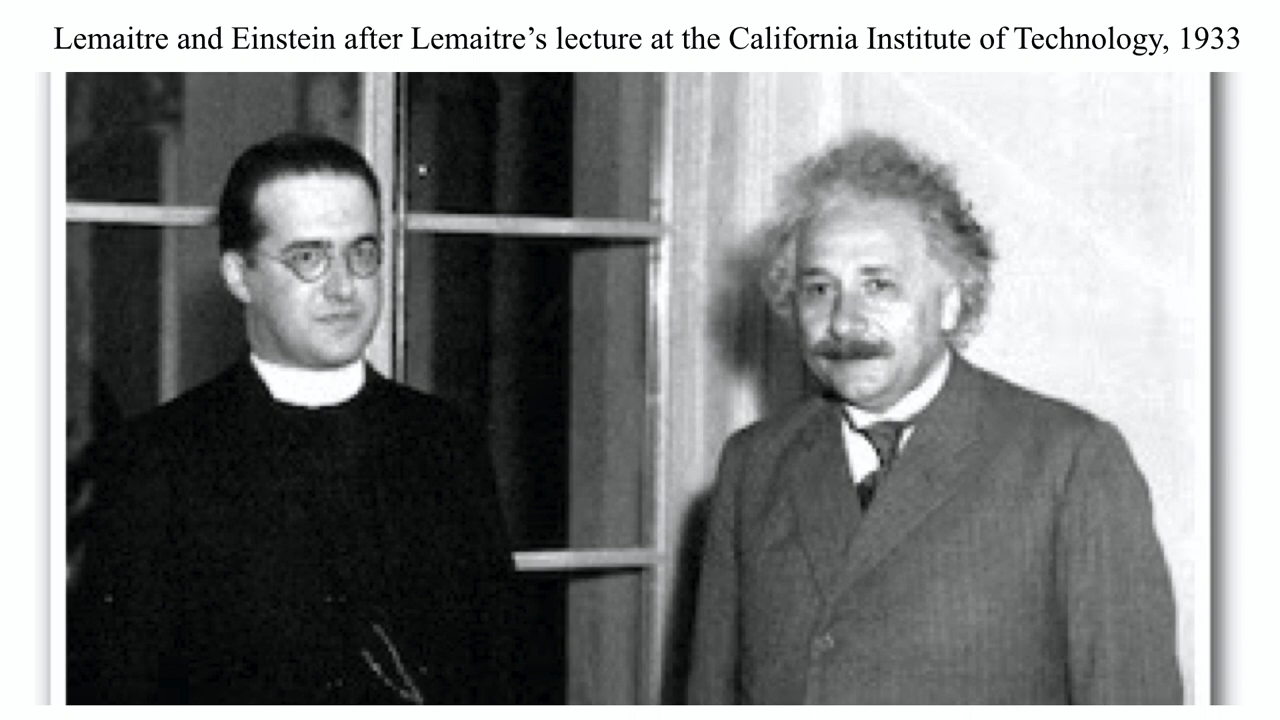 Lemaitre and Einstein after Lemaitre’s lecture at the California Institute of Technology, 1933